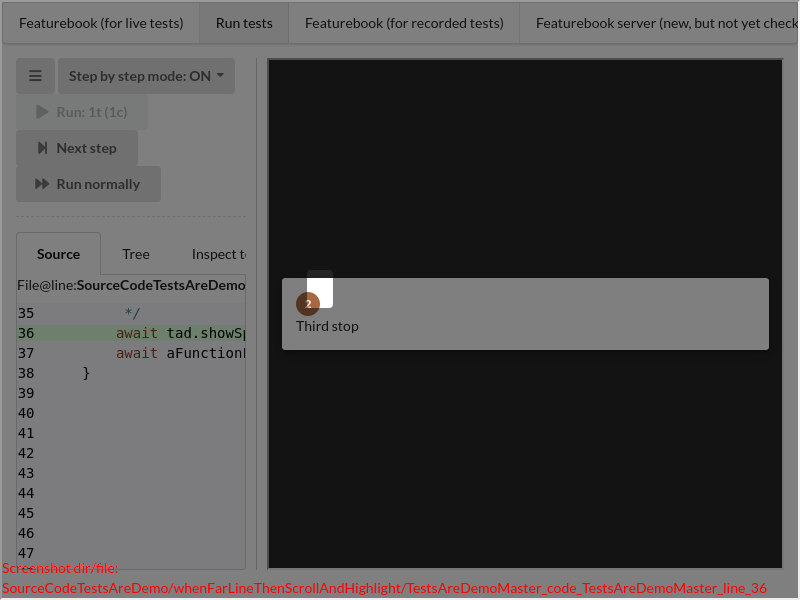 Featurebook (for live tests)
Run tests
Featurebook (for recorded tests)
Featurebook server (new, but not yet check
Step by step mode: ON
Run: 1t (1c)
Next step
Run normally
Source
Tree
Inspect te
File@line:SourceCodeTestsAreDemo
35 */
36 await tad.showSp
37 await aFunction
38 }
39
40
41
42
43
44
45
46
47
2
Third stop
Screenshot dir/file:
SourceCodeTestsAreDemo/whenFarLineThenScrollAndHighlight/TestsAreDemoMaster_code_TestsAreDemoMaster_line_36